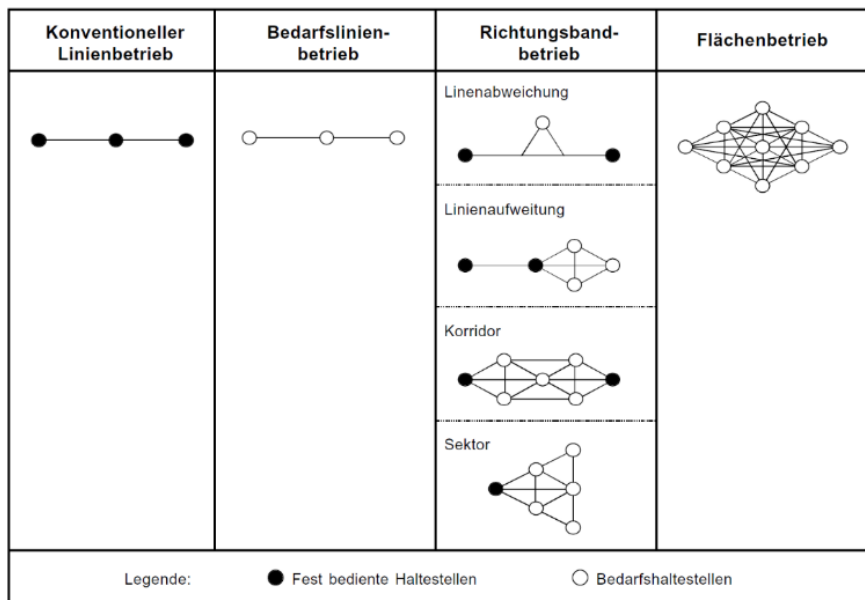 Konventioneller
Linienbetrieb
Bedarfslinien-
betrieb
Richtungsband-
betrieb
Flächenbetrieb
Linenabweichung
Linienaufweitung
Korridor
Sektor
Legende:
Fest bediente Haltestellen
Bedarfshaltestellen